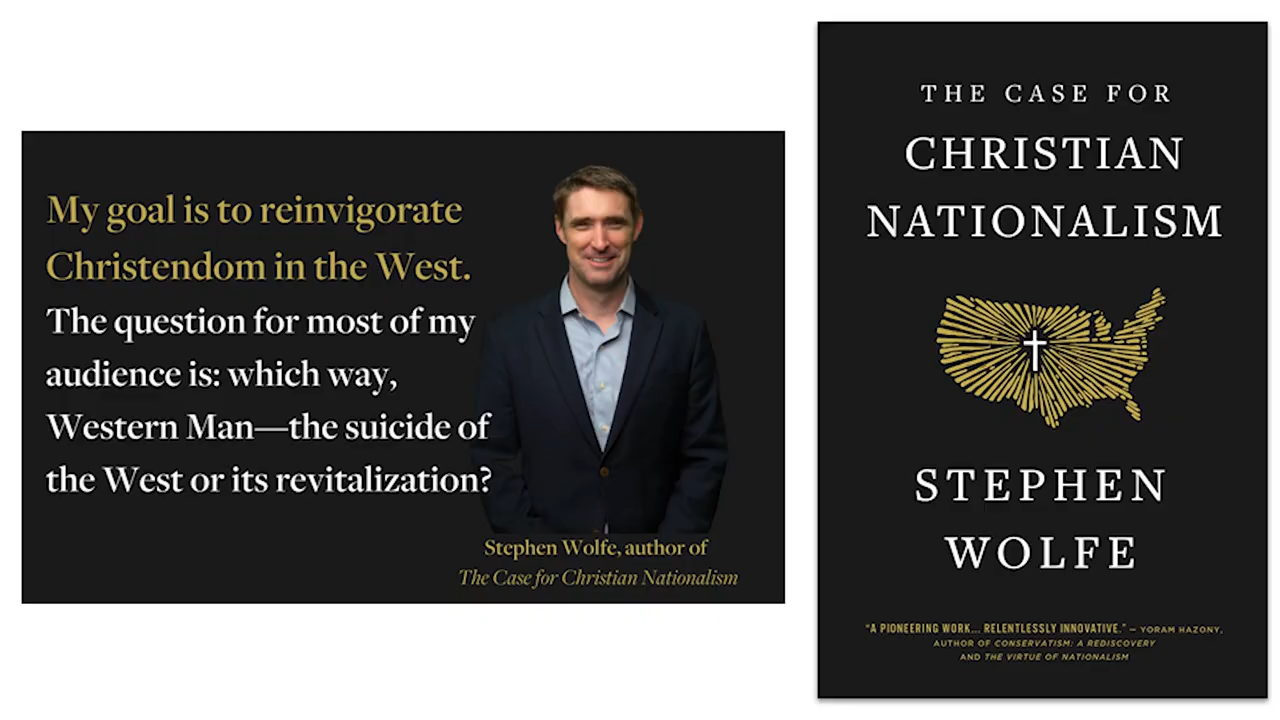 My goal is to reinvigorate
Christendom in the West.
The question for most of my
audience is: which way,
Western Man—the suicide of
the West or its revitalization?
Stephen Wolfe, author of
The Case for Christian Nationalism
THE CASE FOR
CHRISTIAN
NATIONALISM
STEPHEN
WOLFE
"A PIONEERING WORK... RELENTLESSLY INNOVATIVE." — YORAM HAZONY,
AUTHOR OF CONSERVATISM: A REDISCOVERY
AND THE VIRTUE OF NATIONALISM